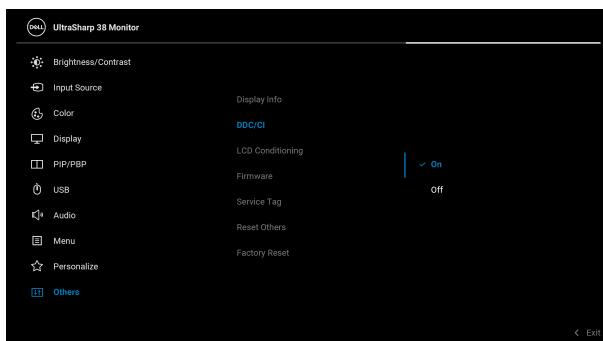 DELL UltraSharp 38 Monitor
Brightness/Contrast
Input Source
Color
Display
PIP/PBP
USB
Audio
Menu
Personalize
Others
Display Info
DDC/CI
LCD Conditioning
Firmware
Service Tag
Reset Others
Factory Reset
On
Off
Exit